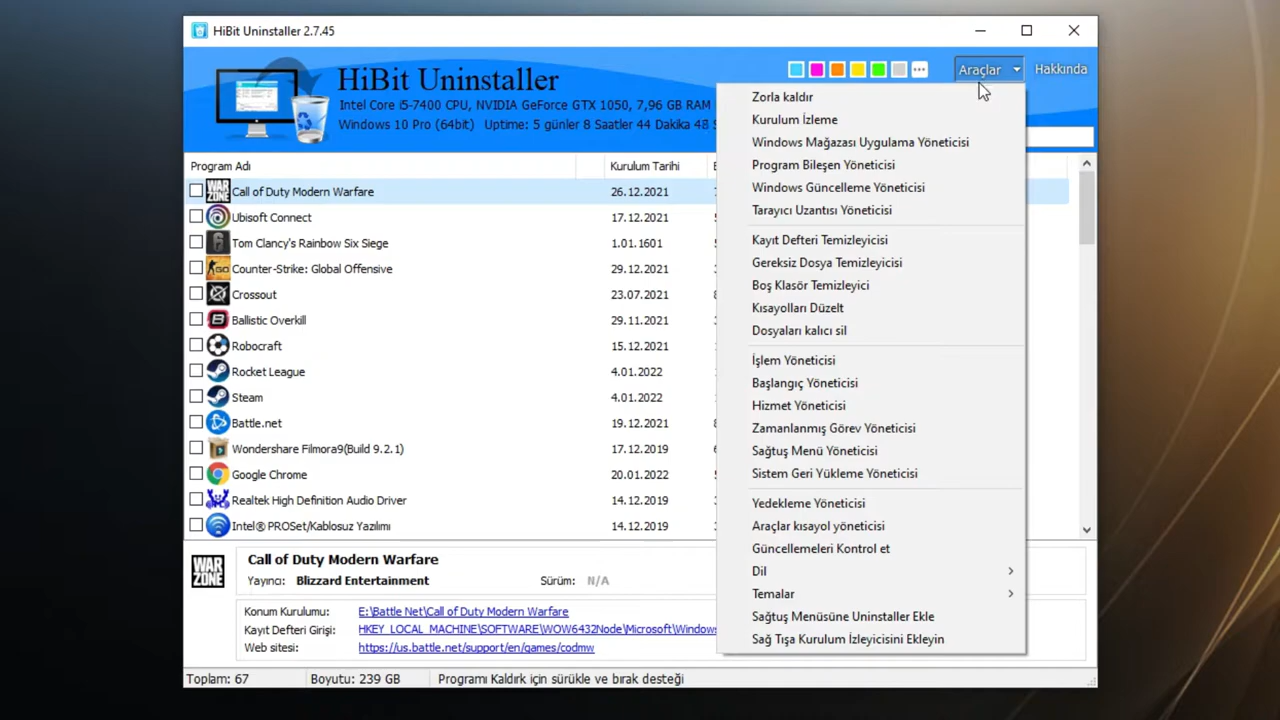 HiBit Uninstaller 2.7.45
HiBit Uninstaller
Intel Core i5-7400 CPU, NVIDIA GeForce GTX 1050, 7,96 GB RAM
Windows 10 Pro (64bit) Uptime: 5 günler 8 Saatler 44 Dakika 48
Araçlar
Hakkında
Program Adı
Kurulum Tarihi
Call of Duty Modern Warfare 26.12.2021
Ubisoft Connect 17.12.2021
Tom Clancy's Rainbow Six Siege 1.01.1601
Counter-Strike: Global Offensive 29.12.2021
Crossout 23.07.2021
Ballistic Overkill 29.11.2021
Robocraft 15.12.2021
Rocket League 4.01.2022
Steam 4.01.2022
Battle.net 19.12.2021
Wondershare Filmora9(Build 9.2.1) 17.12.2019
Google Chrome 20.01.2022
Realtek High Definition Audio Driver 14.12.2019
Intel® PROSet/Kablosuz Yazılımı 14.12.2019
Zorla kaldır
Kurulum İzleme
Windows Mağazası Uygulama Yöneticisi
Program Bileşen Yöneticisi
Windows Güncelleme Yöneticisi
Tarayıcı Uzantısı Yöneticisi
Kayıt Defteri Temizleyicisi
Gereksiz Dosya Temizleyicisi
Boş Klasör Temizleyici
Kısayolları Düzelt
Dosyaları kalıcı sil
İşlem Yöneticisi
Başlangıç Yöneticisi
Hizmet Yöneticisi
Zamanlanmış Görev Yöneticisi
Sağtuş Menü Yöneticisi
Sistem Geri Yükleme Yöneticisi
Yedekleme Yöneticisi
Araçlar kısayol yöneticisi
Güncellemeleri Kontrol et
Dil
Temalar
Sağtuş Menüsüne Uninstaller Ekle
Sağ Tışa Kurulum İzleyicisini Ekleyin
WAR ZONE
Call of Duty Modern Warfare
Yayıncı: Blizzard Entertainment Sürüm: N/A
Konum Kurulumu: E:\Battle Net\Call of Duty Modern Warfare
Kayıt Defteri Girişi: HKEY_LOCAL_MACHINE\SOFTWARE\WOW6432Node\Microsoft\Windows
Web sitesi: https://us.battle.net/support/en/games/codmw
Toplam: 67 Boyutu: 239 GB Programı Kaldırk için sürükle ve bırak desteği